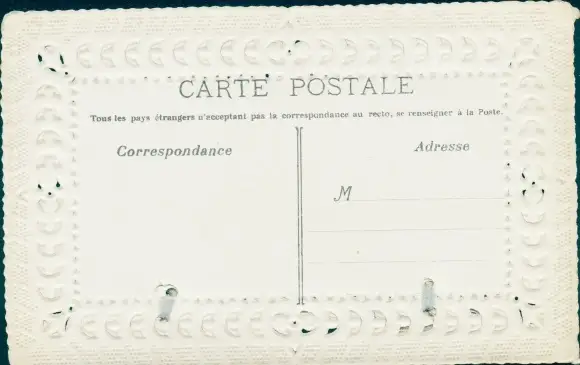 CARTE POSTALE
Tous les pays étrangers n'acceptant pas la correspondance au recto, se renseigner à la Poste.
Correspondance
Adresse
M